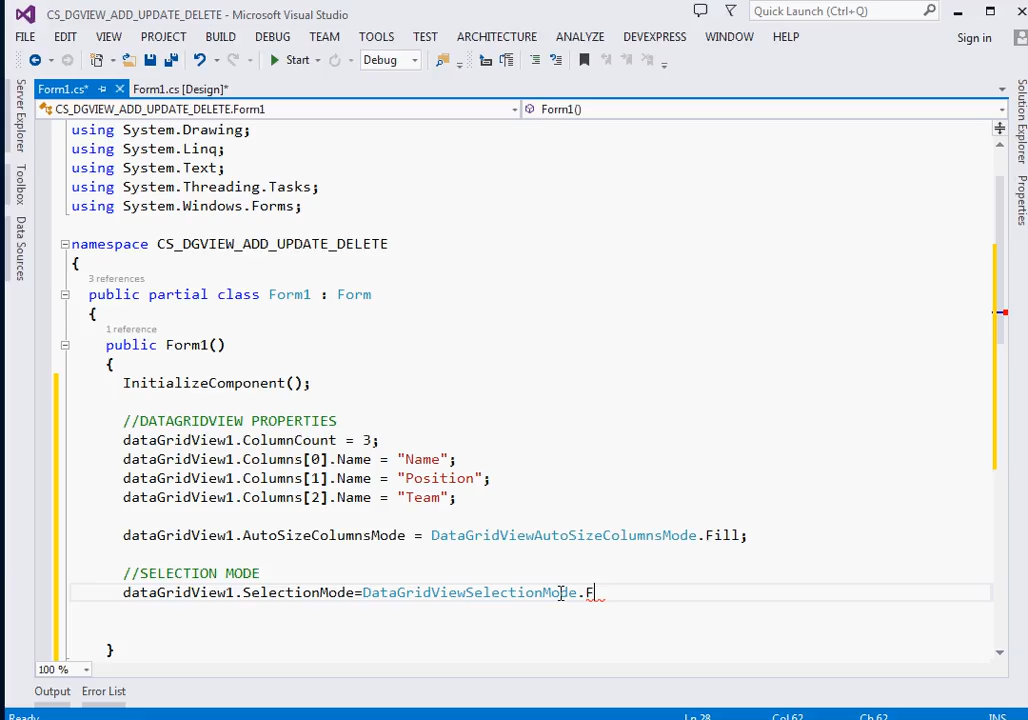 CS_DGVIEW_ADD_UPDATE_DELETE - Microsoft Visual Studio
Quick Launch (Ctrl+Q)
FILE EDIT VIEW PROJECT BUILD DEBUG TEAM TOOLS TEST ARCHITECTURE ANALYZE DEVEXPRESS WINDOW HELP Sign in
Start Debug
Form1.cs* Form1.cs [Design]*
CS_DGVIEW_ADD_UPDATE_DELETE.Form1 Form1()
Server Explorer
Toolbox
Data Sources
Solution Explorer
Properties
using System.Drawing;
using System.Linq;
using System.Text;
using System.Threading.Tasks;
using System.Windows.Forms;
namespace CS_DGVIEW_ADD_UPDATE_DELETE
{
3 references
public partial class Form1 : Form
{
1 reference
public Form1()
{
InitializeComponent();
//DATAGRIDVIEW PROPERTIES
dataGridView1.ColumnCount = 3;
dataGridView1.Columns[0].Name = "Name";
dataGridView1.Columns[1].Name = "Position";
dataGridView1.Columns[2].Name = "Team";
dataGridView1.AutoSizeColumnsMode = DataGridViewAutoSizeColumnsMode.Fill;
//SELECTION MODE
dataGridView1.SelectionMode=DataGridViewSelectionMode.F
}
100 %
Output Error List
Ready Ln 28 Col 62 Ch 62 INS